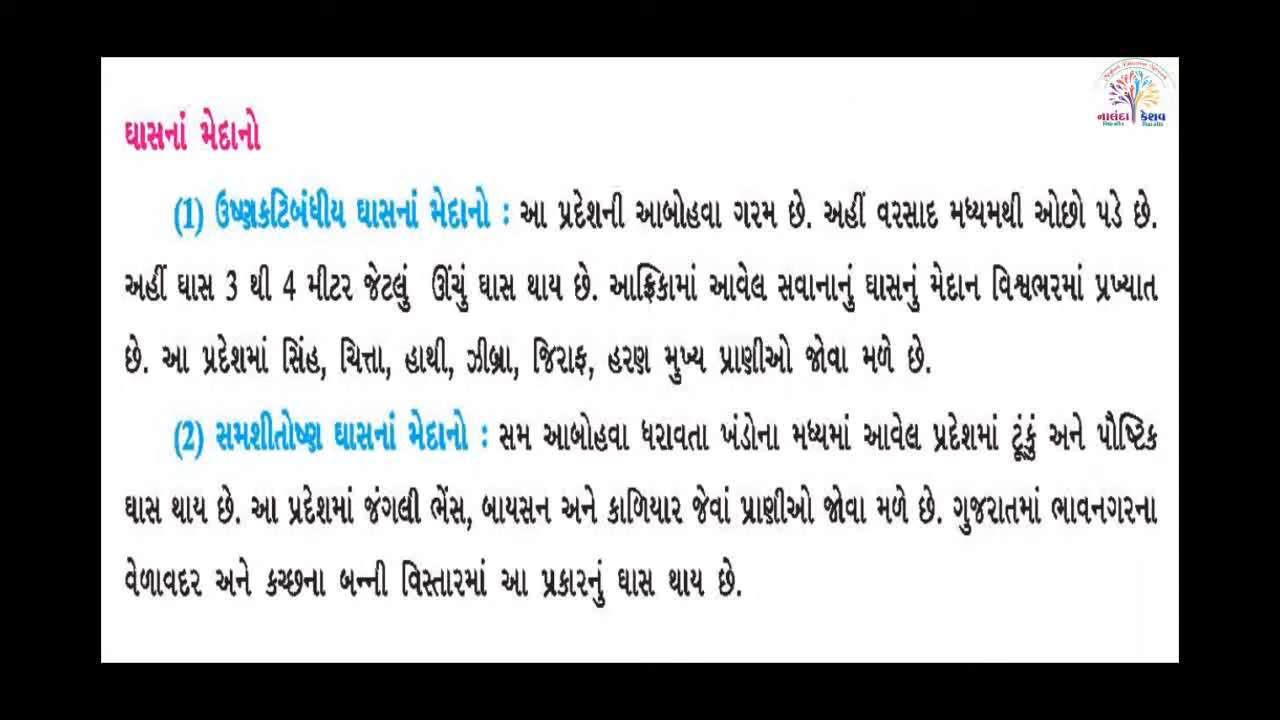 નાલંદા કેશવ
ઘાસનાં મેદાનો
(1) ઉષ્ણકટિબંધીય ઘાસનાં મેદાનો : આ પ્રદેશની આબોહવા ગરમ છે. અહીં વરસાદ મધ્યમથી ઓછો પડે છે.
અહીં ઘાસ 3 થી 4 મીટર જેટલું ઊંચું ઘાસ થાય છે. આફ્રિકામાં આવેલ સવાનાનું ઘાસનું મેદાન વિશ્વભરમાં પ્રખ્યાત
છે. આ પ્રદેશમાં સિંહ, ચિત્તા, હાથી, ઝીબ્રા, જિરાફ, હરણ મુખ્ય પ્રાણીઓ જોવા મળે છે.
(2) સમશીતોષ્ણ ઘાસનાં મેદાનો : સમ આબોહવા ધરાવતા ખંડોના મધ્યમાં આવેલ પ્રદેશમાં ટૂંકું અને પૌષ્ટિક
ઘાસ થાય છે. આ પ્રદેશમાં જંગલી ભેંસ, બાયસન અને કાળિયાર જેવાં પ્રાણીઓ જોવા મળે છે. ગુજરાતમાં ભાવનગરના
વેળાવદર અને કચ્છના બન્ની વિસ્તારમાં આ પ્રકારનું ઘાસ થાય છે.